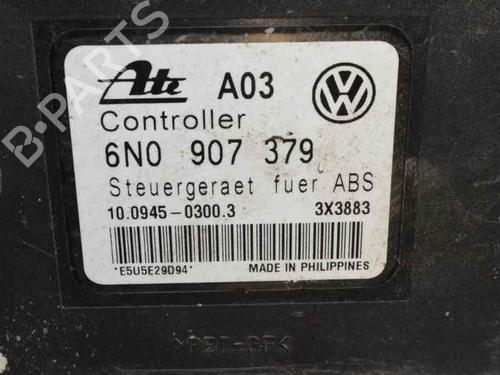 Ate A03
Controller
6N0 907 379
Steuergeraet fuer ABS
10.0945-0300.3 3X3883
*E5U5E29D94* MADE IN PHILIPPINES
>PBT-GF<
B-PARTS